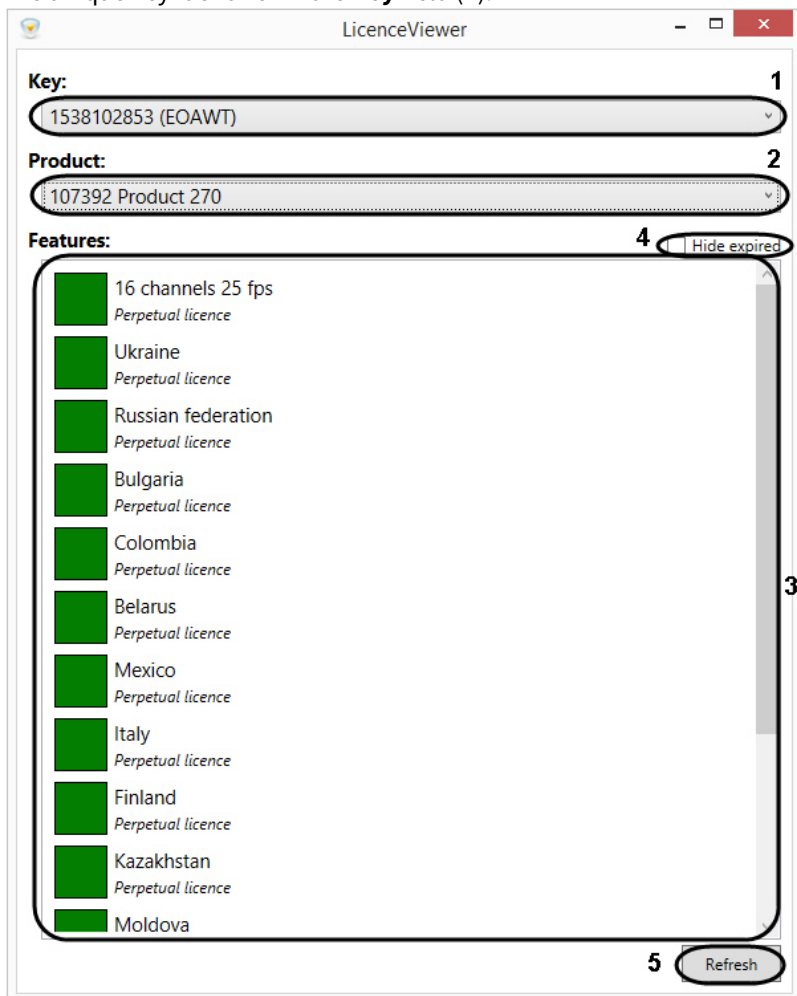 LicenceViewer
Key: 1
1538102853 (EOAWT)
Product: 2
107392 Product 270
Features: 4 Hide expired
16 channels 25 fps
Perpetual licence
Ukraine
Perpetual licence
Russian federation
Perpetual licence
Bulgaria
Perpetual licence
Colombia
Perpetual licence
Belarus
Perpetual licence
3
Mexico
Perpetual licence
Italy
Perpetual licence
Finland
Perpetual licence
Kazakhstan
Perpetual licence
Moldova
5 Refresh